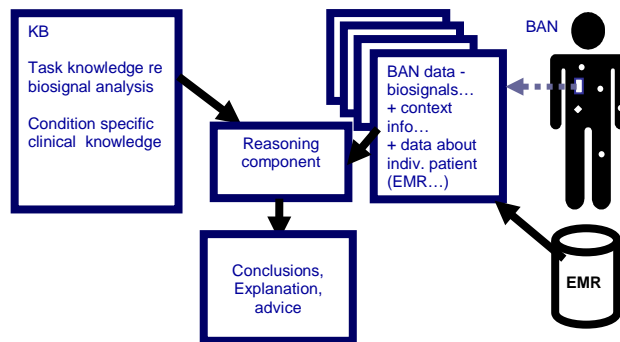 KB
Task knowledge re
biosignal analysis
Condition specific
clinical knowledge
Reasoning
component
Conclusions,
Explanation,
advice
BAN data -
biosignals…
+ context
info…
+ data about
indiv. patient
(EMR…)
BAN
EMR